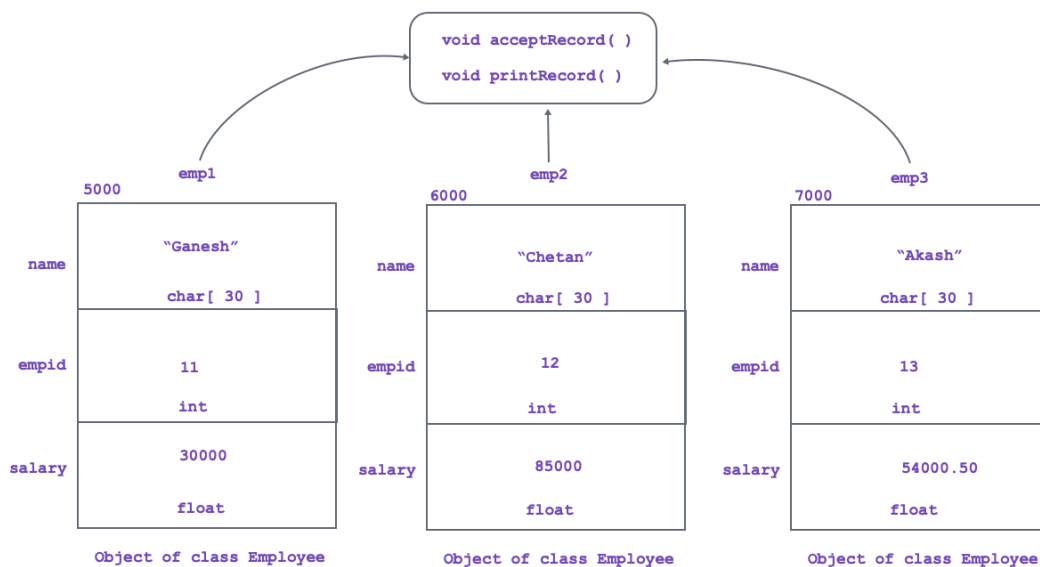 void acceptRecord( )
void printRecord( )
emp1
5000
name
“Ganesh”
char[ 30 ]
empid
11
int
salary
30000
float
Object of class Employee
emp2
6000
name
“Chetan”
char[ 30 ]
empid
12
int
salary
85000
float
Object of class Employee
emp3
7000
name
“Akash”
char[ 30 ]
empid
13
int
salary
54000.50
float
Object of class Employee